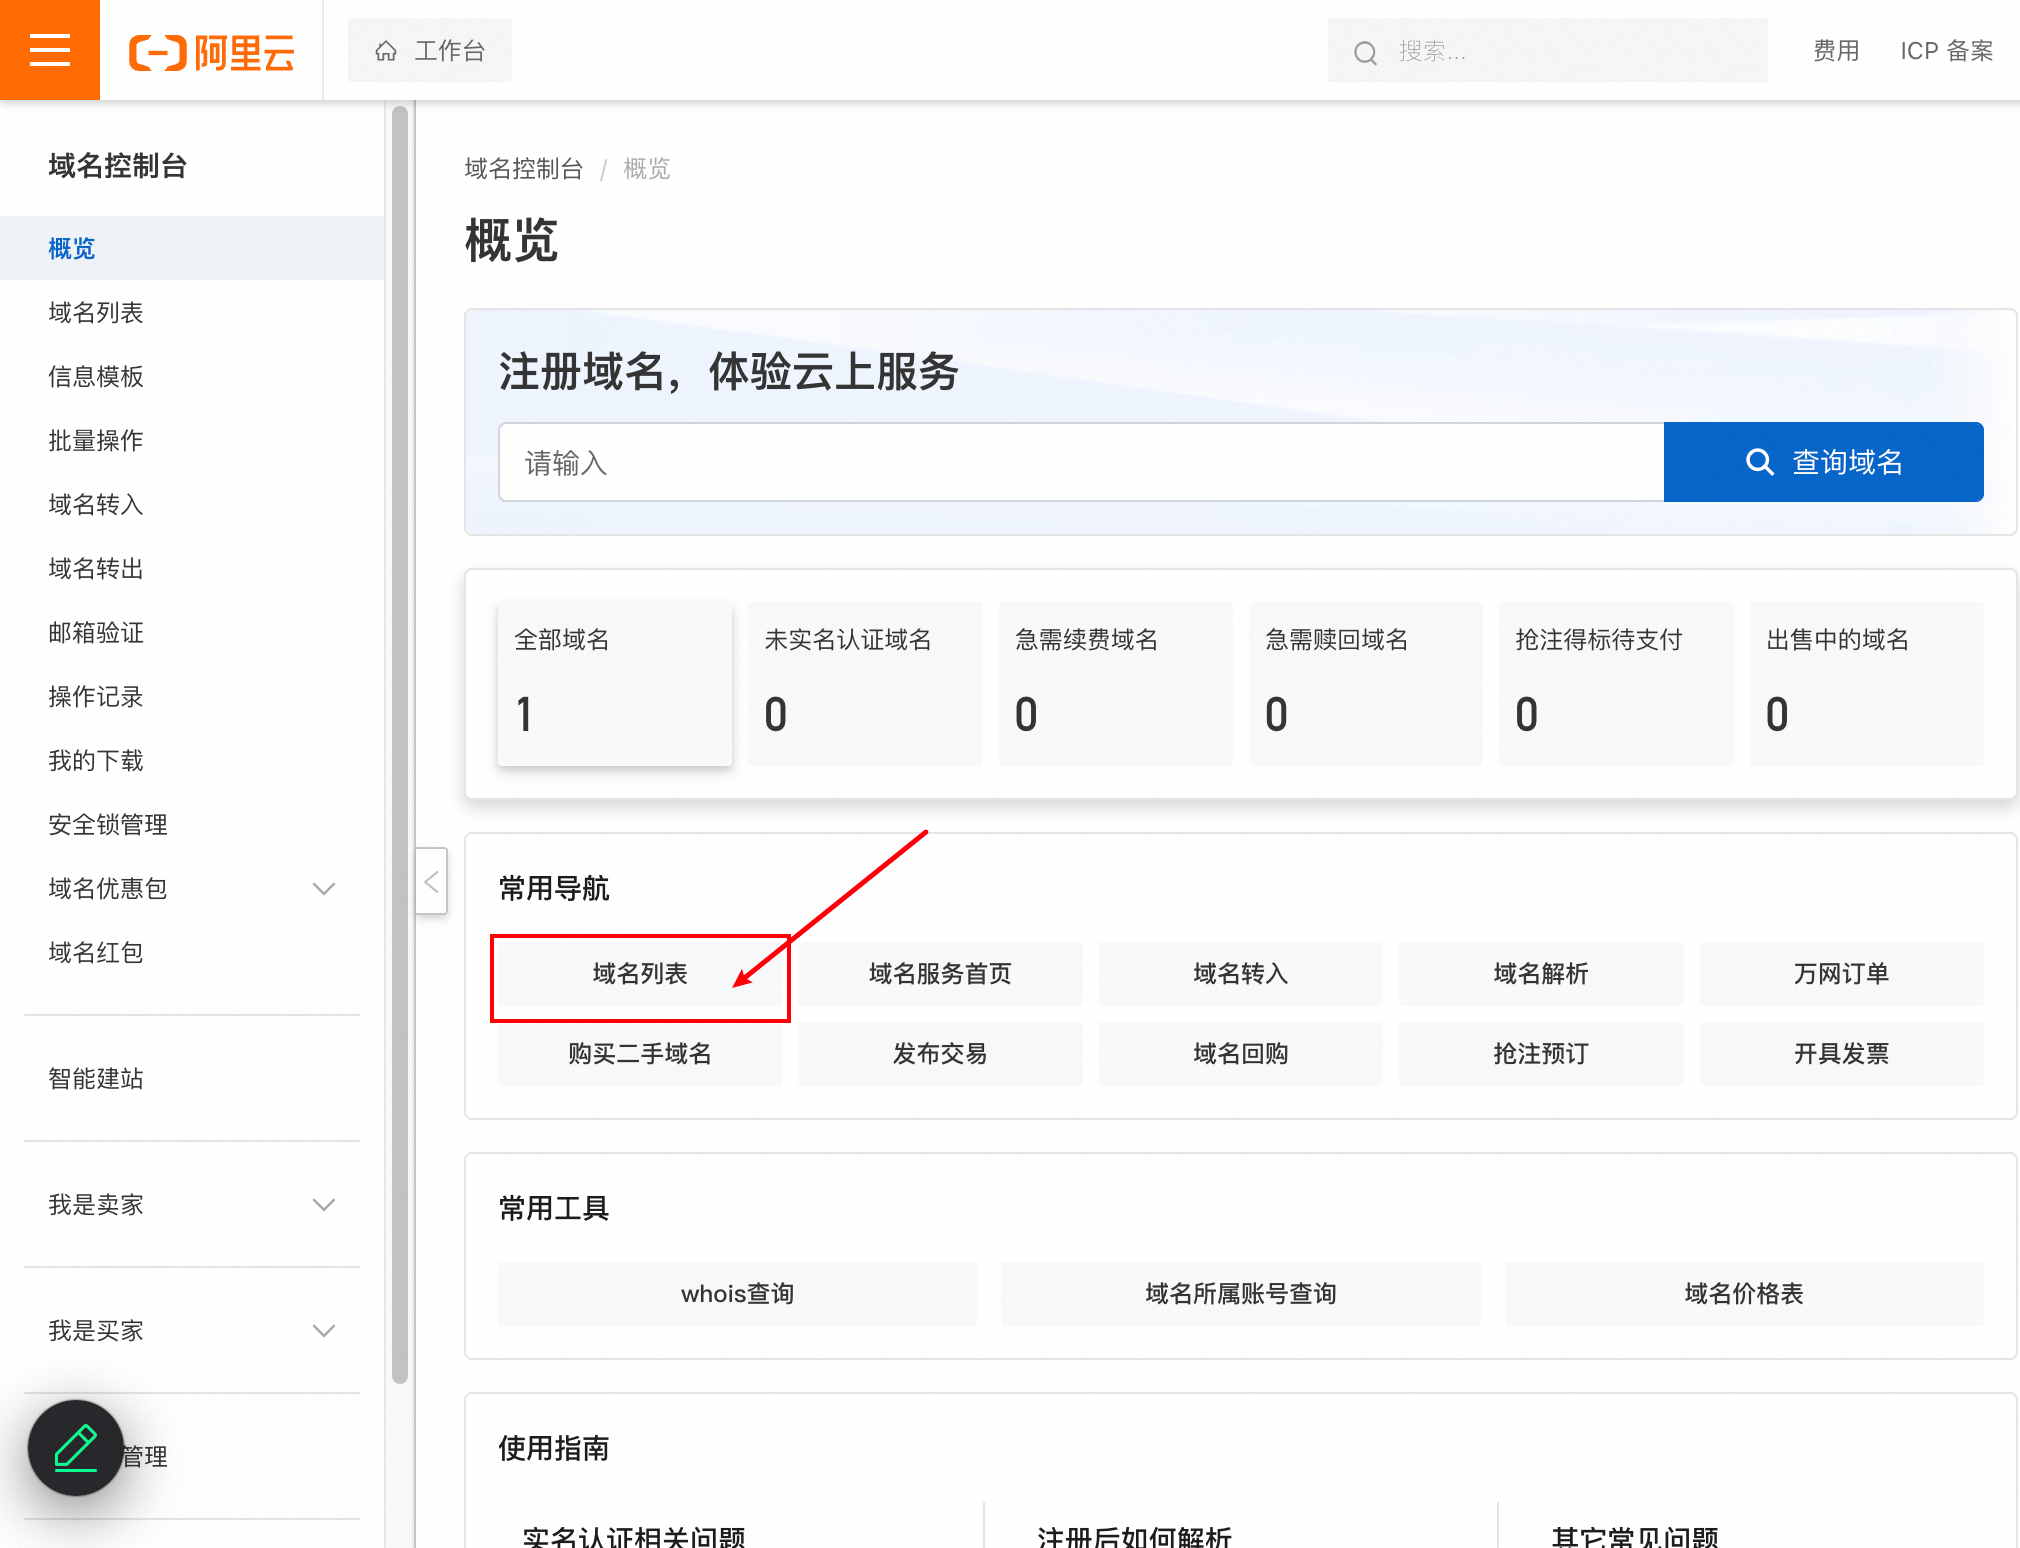 阿里云
工作台
搜索...
费用
ICP 备案
域名控制台
概览
域名列表
信息模板
批量操作
域名转入
域名转出
邮箱验证
操作记录
我的下载
安全锁管理
域名优惠包
域名红包
智能建站
我是卖家
我是买家
管理
域名控制台 / 概览
概览
注册域名，体验云上服务
请输入
查询域名
全部域名
1
未实名认证域名
0
急需续费域名
0
急需赎回域名
0
抢注得标待支付
0
出售中的域名
0
常用导航
域名列表
域名服务首页
域名转入
域名解析
万网订单
购买二手域名
发布交易
域名回购
抢注预订
开具发票
常用工具
whois查询
域名所属账号查询
域名价格表
使用指南
实名认证相关问题
注册后如何解析
其它常见问题